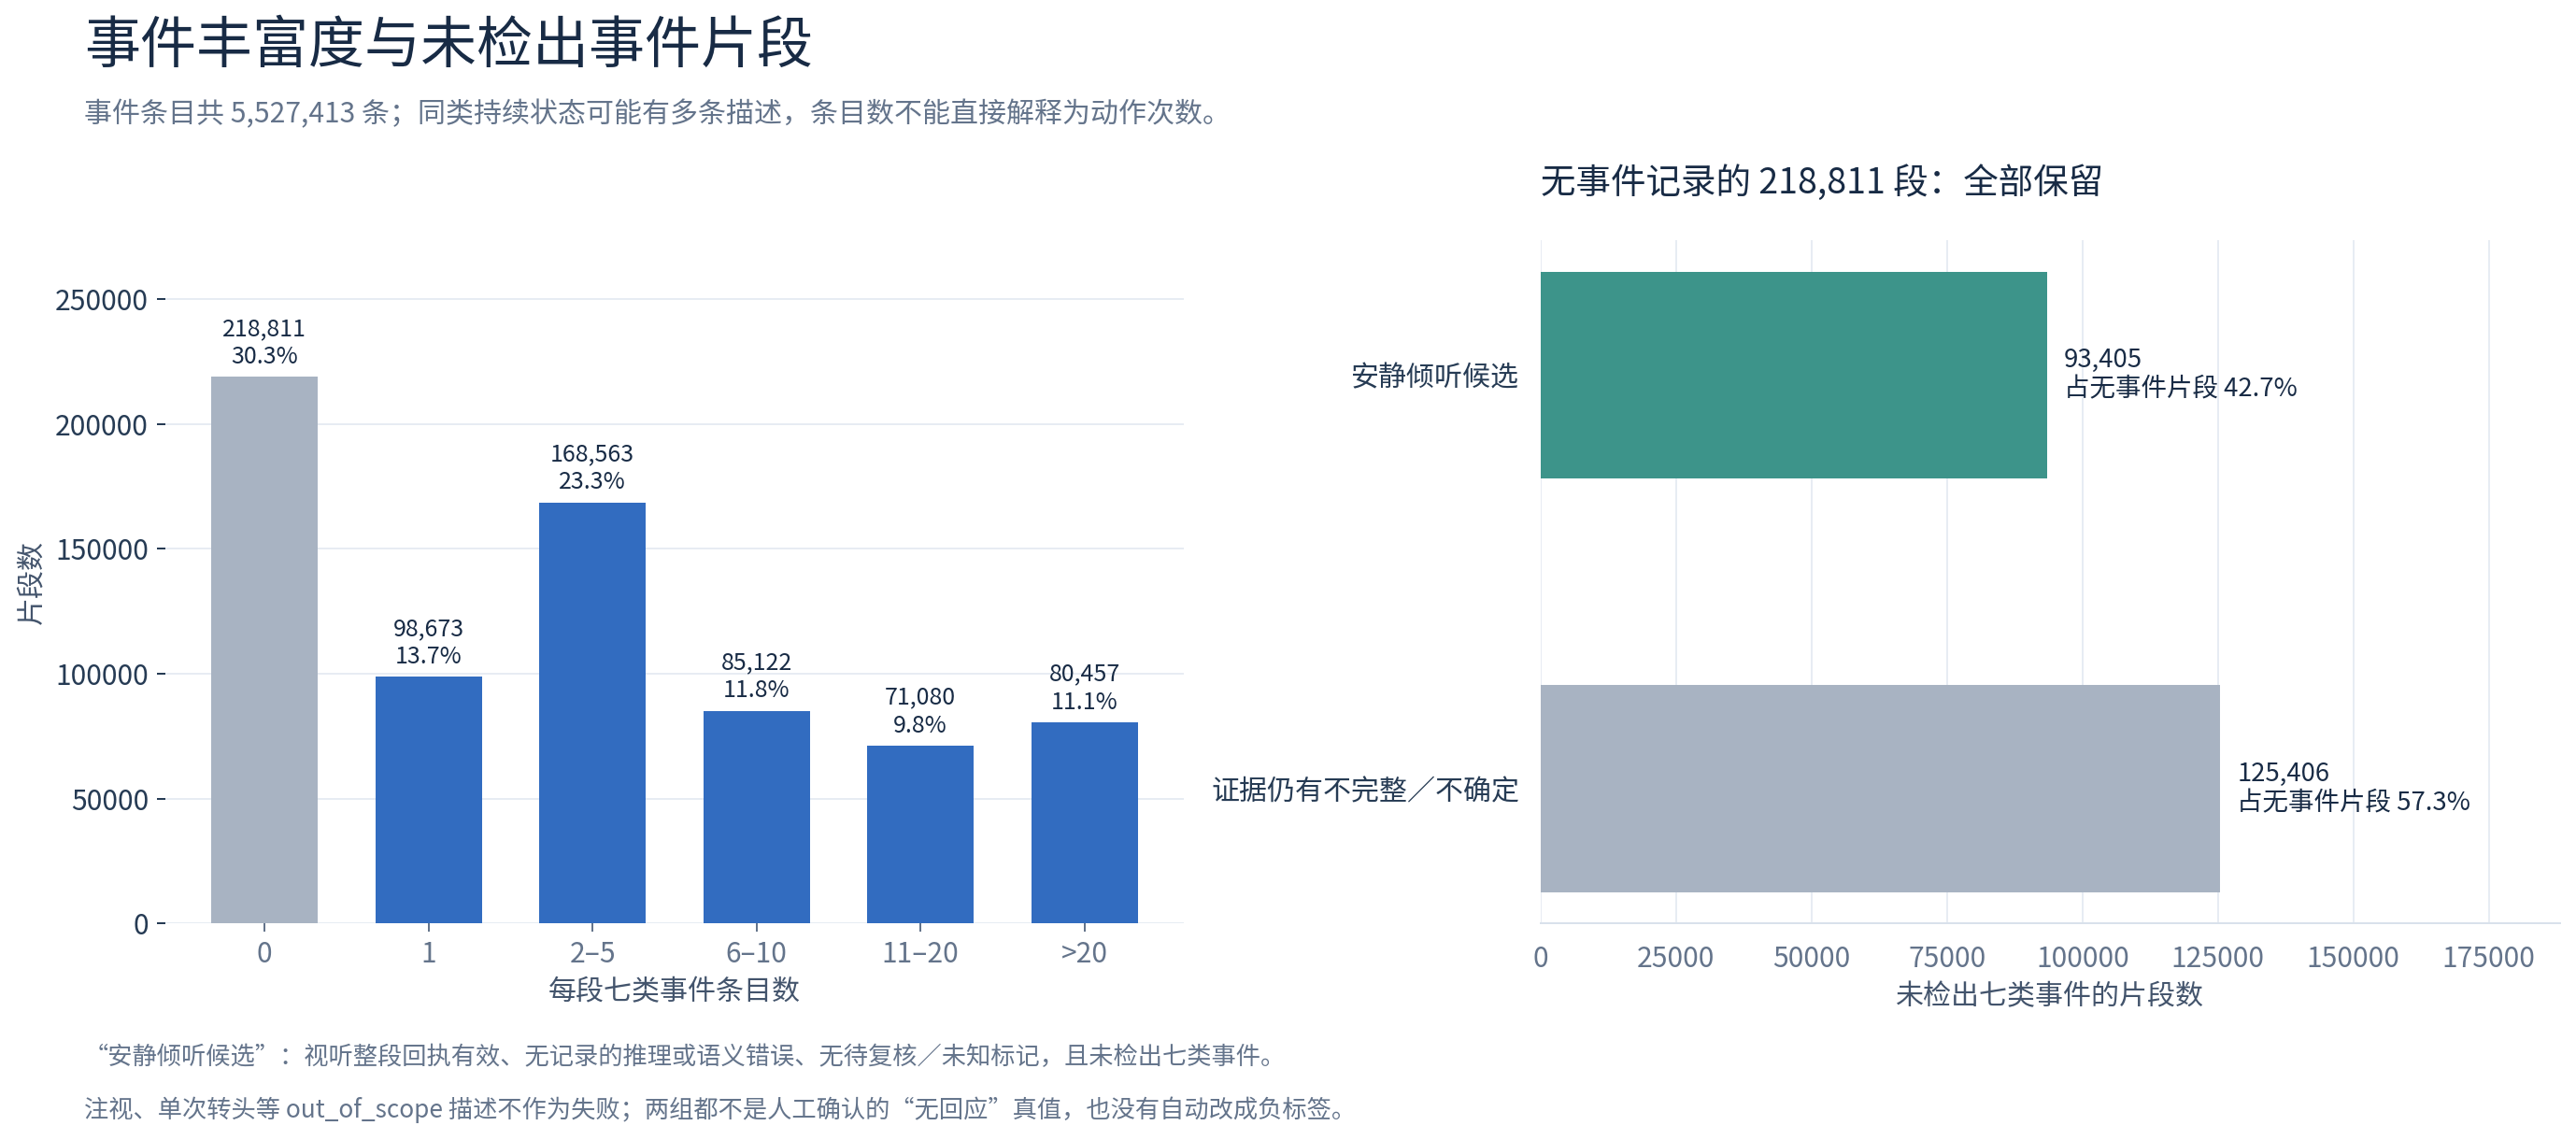 事件丰富度与未检出事件片段
事件条目共 5,527,413 条；同类持续状态可能有多条描述，条目数不能直接解释为动作次数。
片段数
250000
200000
150000
100000
50000
0
218,811
30.3%
98,673
13.7%
168,563
23.3%
85,122
11.8%
71,080
9.8%
80,457
11.1%
0
1
2–5
6–10
11–20
>20
每段七类事件条目数
无事件记录的 218,811 段：全部保留
安静倾听候选
93,405
占无事件片段 42.7%
证据仍有不完整／不确定
125,406
占无事件片段 57.3%
0
25000
50000
75000
100000
125000
150000
175000
未检出七类事件的片段数
“安静倾听候选”：视听整段回执有效、无记录的推理或语义错误、无待复核／未知标记，且未检出七类事件。
注视、单次转头等 out_of_scope 描述不作为失败；两组都不是人工确认的“无回应”真值，也没有自动改成负标签。